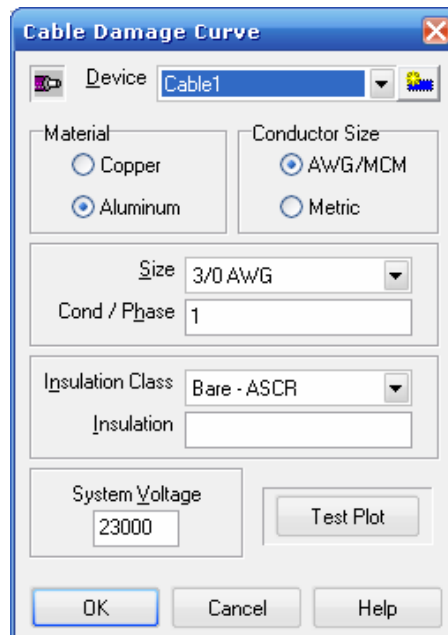 Cable Damage Curve
Device Cable1
Material
Conductor Size
Copper
AWG/MCM
Aluminum
Metric
Size 3/0 AWG
Cond / Phase 1
Insulation Class Bare - ASCR
Insulation
System Voltage
23000
Test Plot
OK Cancel Help